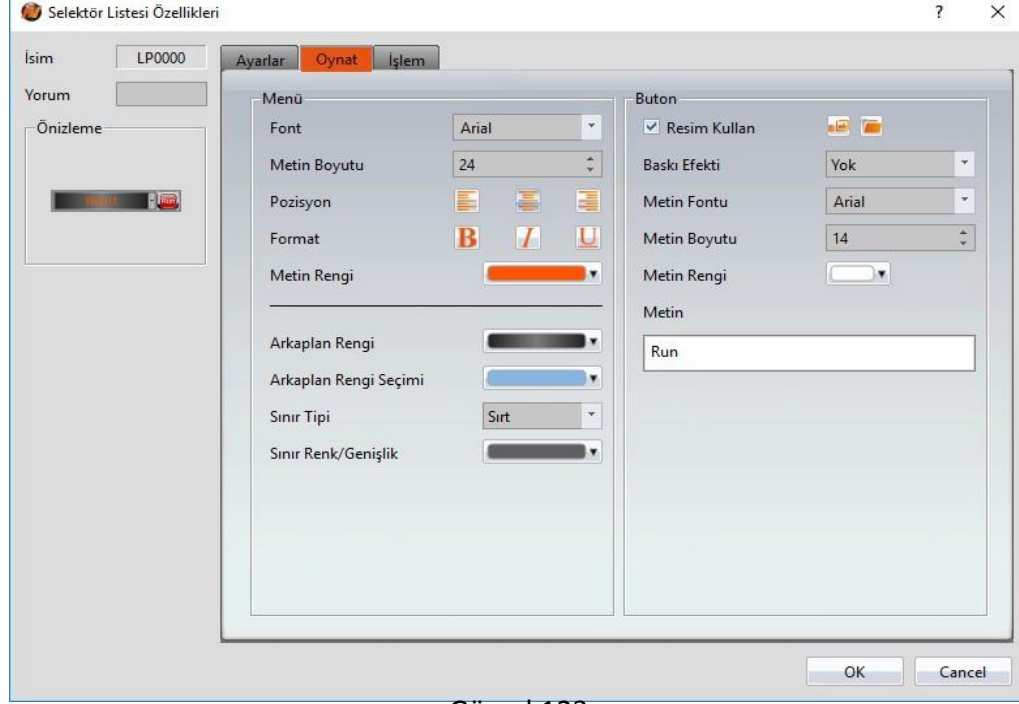 Selektör Listesi Özellikleri ? ×
İsim LP0000
Yorum
Önizleme
Run
Ayarlar Oynat İşlem
Menü
Font Arial
Metin Boyutu 24
Pozisyon
Format B I U
Metin Rengi
Arkaplan Rengi
Arkaplan Rengi Seçimi
Sınır Tipi Sırt
Sınır Renk/Genişlik
Buton
Resim Kullan
Baskı Efekti Yok
Metin Fontu Arial
Metin Boyutu 14
Metin Rengi
Metin
Run
OK Cancel